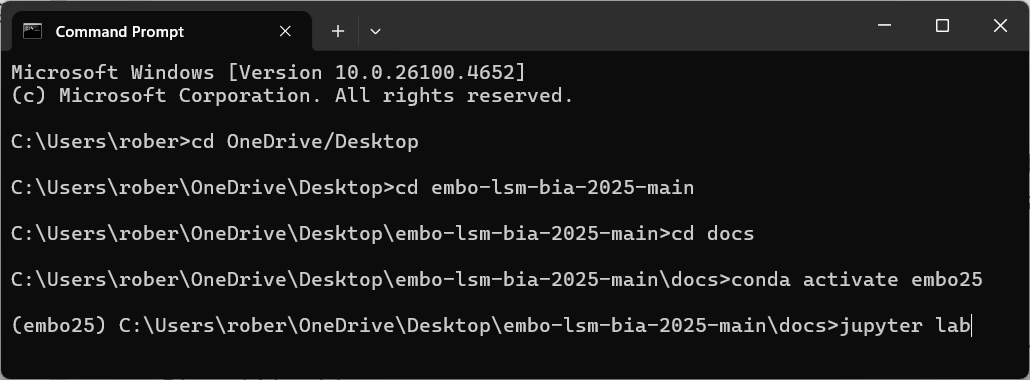 Command Prompt
Microsoft Windows [Version 10.0.26100.4652]
(c) Microsoft Corporation. All rights reserved.
C:\Users\rober>cd OneDrive/Desktop
C:\Users\rober\OneDrive\Desktop>cd embo-lsm-bia-2025-main
C:\Users\rober\OneDrive\Desktop\embo-lsm-bia-2025-main>cd docs
C:\Users\rober\OneDrive\Desktop\embo-lsm-bia-2025-main\docs>conda activate embo25
(embo25) C:\Users\rober\OneDrive\Desktop\embo-lsm-bia-2025-main\docs>jupyter lab